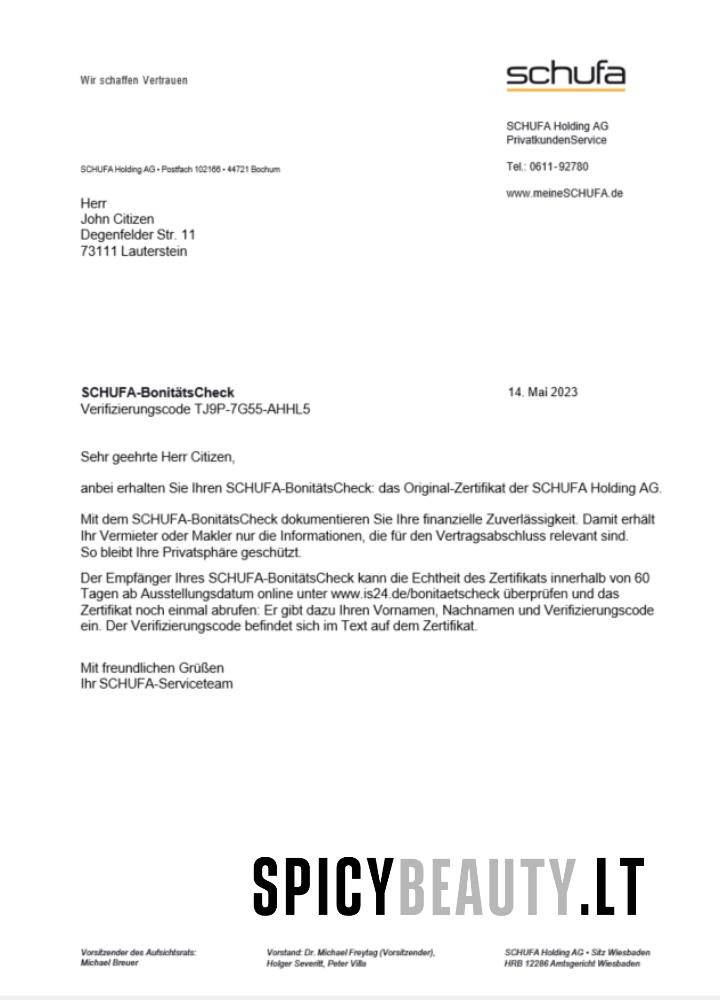 Wir schaffen Vertrauen
schufa
SCHUFA Holding AG
PrivatkundenService
Tel.: 0611-92780
www.meineSCHUFA.de
SCHUFA Holding AG • Postfach 102166 • 44721 Bochum
Herr
John Citizen
Degenfelder Str. 11
73111 Lauterstein
SCHUFA-BonitätsCheck
14. Mai 2023
Verifizierungscode TJ9P-7G55-AHHL5
Sehr geehrte Herr Citizen,
anbei erhalten Sie Ihren SCHUFA-BonitätsCheck: das Original-Zertifikat der SCHUFA Holding AG.
Mit dem SCHUFA-BonitätsCheck dokumentieren Sie Ihre finanzielle Zuverlässigkeit. Damit erhält
Ihr Vermieter oder Makler nur die Informationen, die für den Vertragsabschluss relevant sind.
So bleibt Ihre Privatsphäre geschützt.
Der Empfänger Ihres SCHUFA-BonitätsCheck kann die Echtheit des Zertifikats innerhalb von 60
Tagen ab Ausstellungsdatum online unter www.is24.de/bonitaetscheck überprüfen und das
Zertifikat noch einmal abrufen: Er gibt dazu Ihren Vornamen, Nachnamen und Verifizierungscode
ein. Der Verifizierungscode befindet sich im Text auf dem Zertifikat.
Mit freundlichen Grüßen
Ihr SCHUFA-Serviceteam
SPICYBEAUTY.LT
Vorsitzender des Aufsichtsrats:
Michael Breuer
Vorstand: Dr. Michael Freytag (Vorsitzender),
Holger Severitt, Peter Villa
SCHUFA Holding AG • Sitz Wiesbaden
HRB 12286 Amtsgericht Wiesbaden